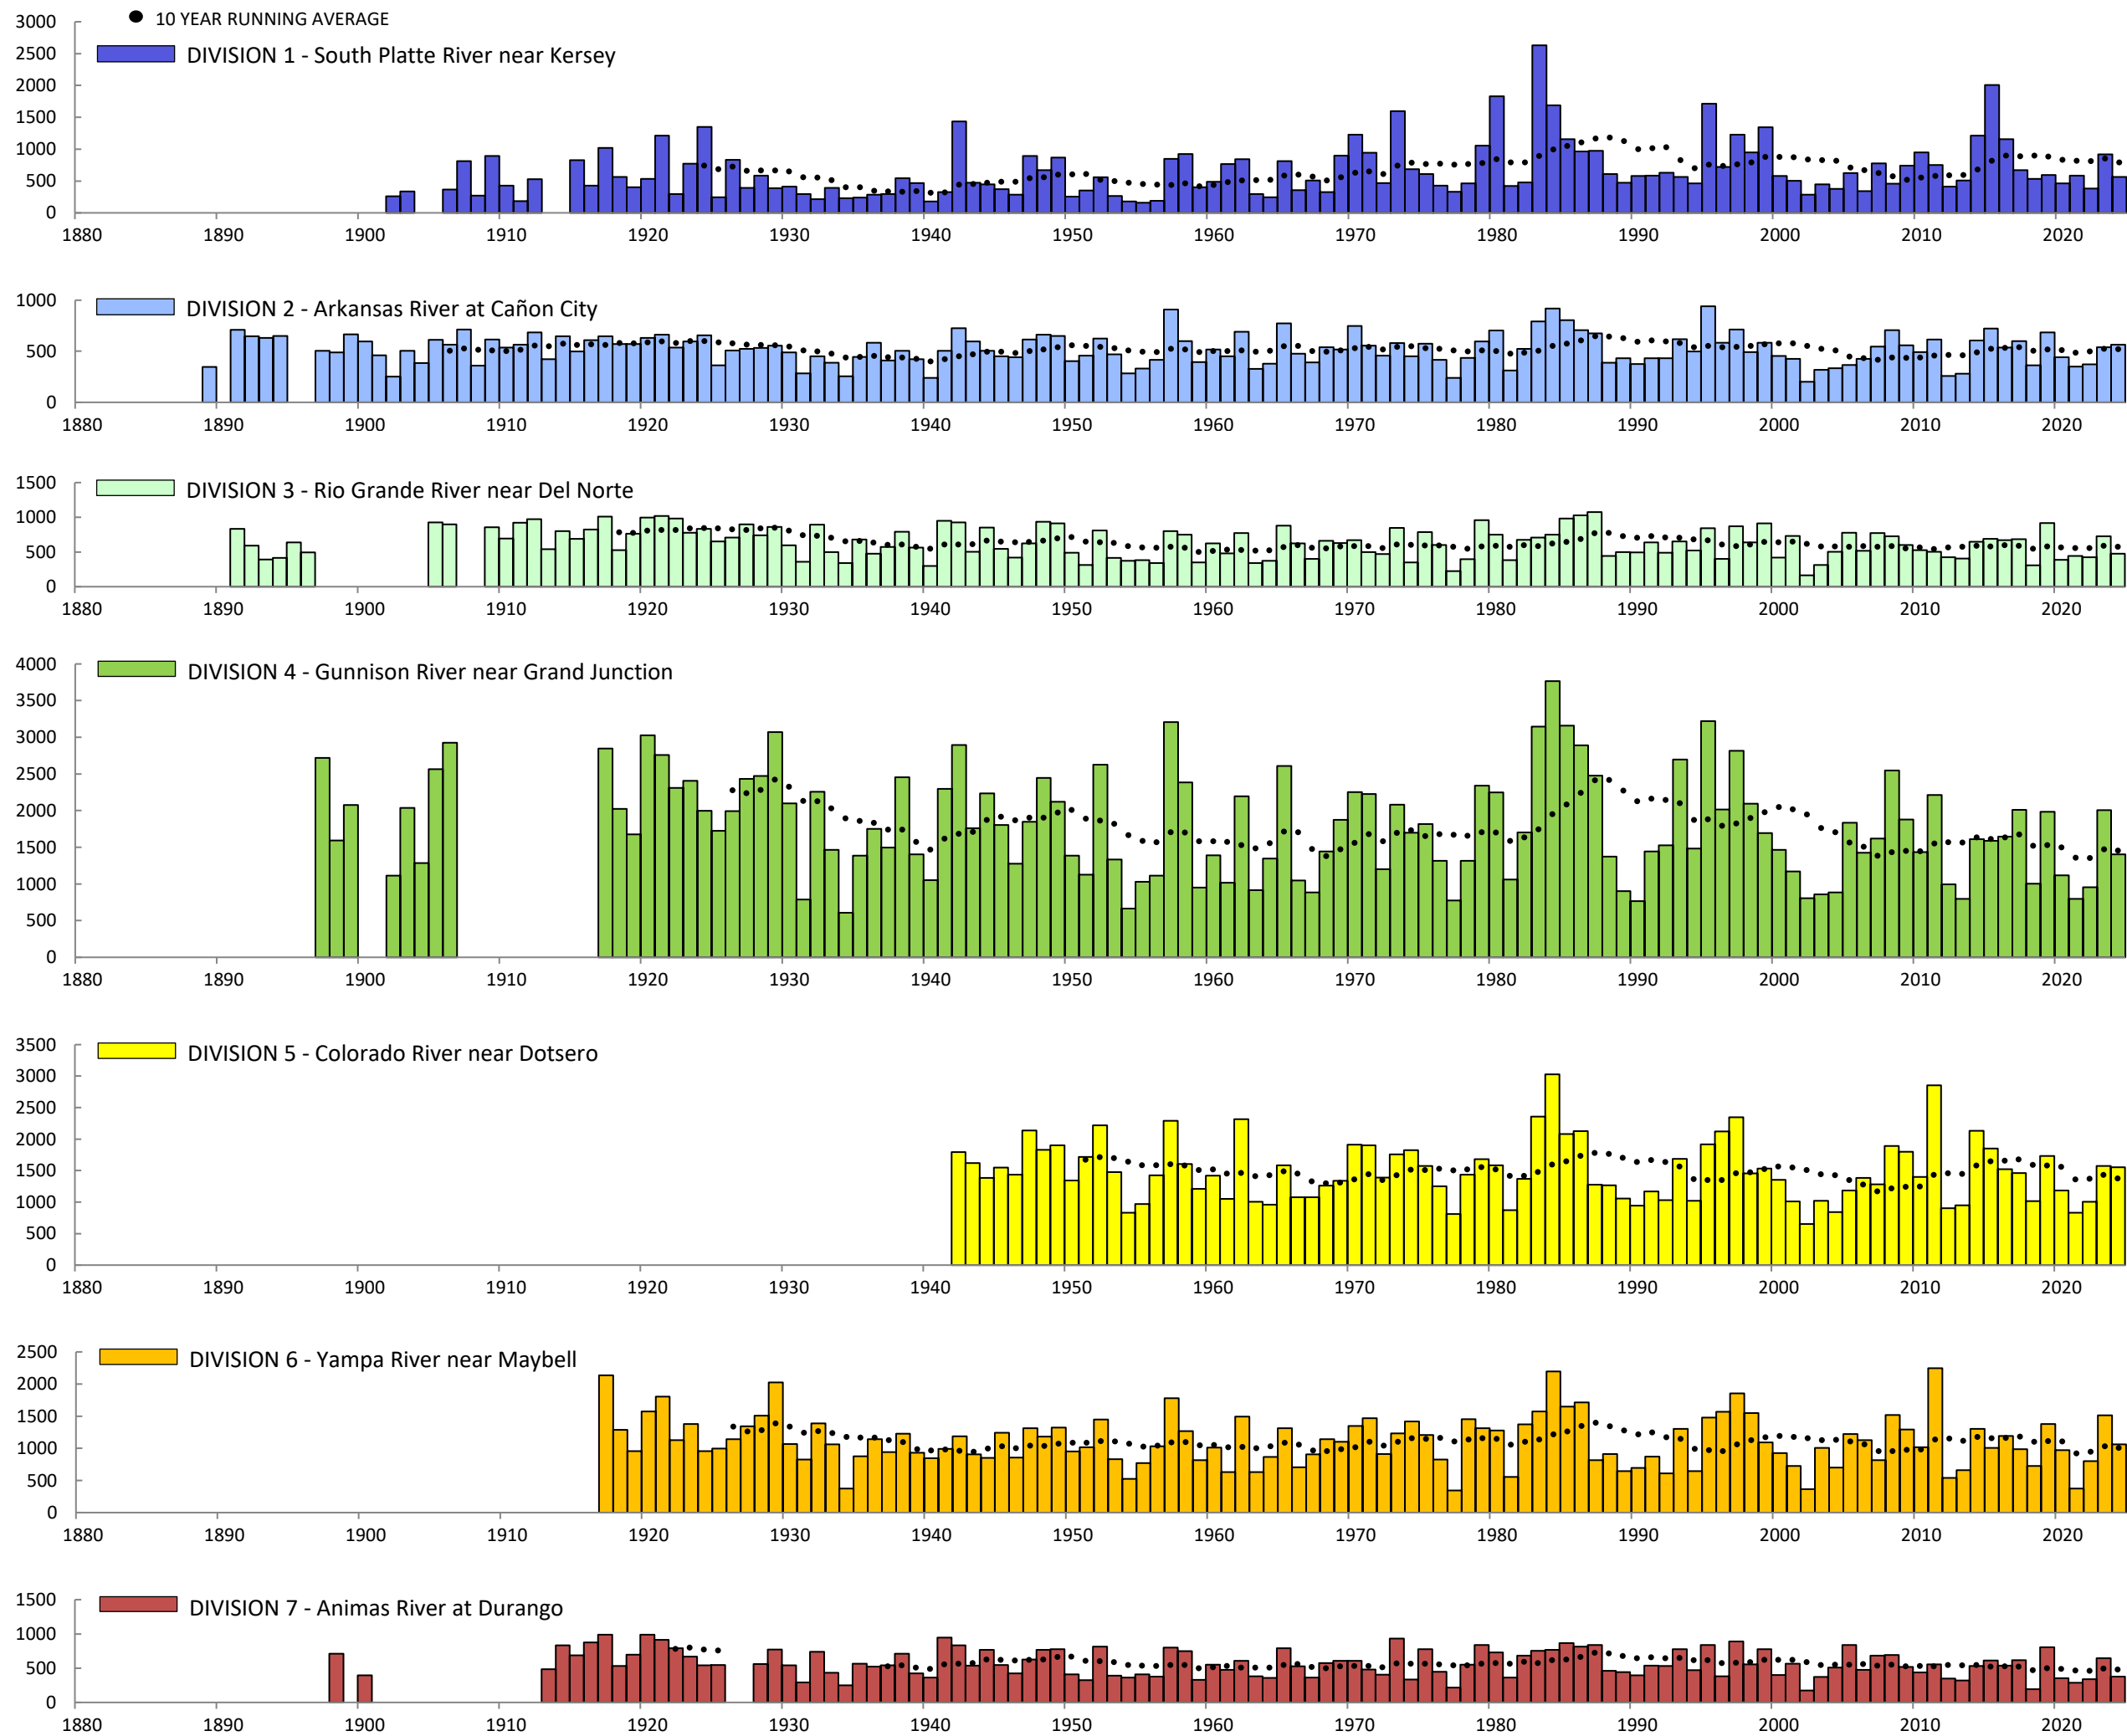 ● 10 YEAR RUNNING AVERAGE
3000
DIVISION 1 - South Platte River near Kersey
2500
2000
1500
1000
500
0
1880 1890 1900 1910 1920 1930 1940 1950 1960 1970 1980 1990 2000 2010 2020
1000
DIVISION 2 - Arkansas River at Cañon City
500
0
1880 1890 1900 1910 1920 1930 1940 1950 1960 1970 1980 1990 2000 2010 2020
1500
DIVISION 3 - Rio Grande River near Del Norte
1000
500
0
1880 1890 1900 1910 1920 1930 1940 1950 1960 1970 1980 1990 2000 2010 2020
4000
DIVISION 4 - Gunnison River near Grand Junction
3500
3000
2500
2000
1500
1000
500
0
1880 1890 1900 1910 1920 1930 1940 1950 1960 1970 1980 1990 2000 2010 2020
3500
DIVISION 5 - Colorado River near Dotsero
3000
2500
2000
1500
1000
500
0
1880 1890 1900 1910 1920 1930 1940 1950 1960 1970 1980 1990 2000 2010 2020
2500
DIVISION 6 - Yampa River near Maybell
2000
1500
1000
500
0
1880 1890 1900 1910 1920 1930 1940 1950 1960 1970 1980 1990 2000 2010 2020
1500
DIVISION 7 - Animas River at Durango
1000
500
0
1880 1890 1900 1910 1920 1930 1940 1950 1960 1970 1980 1990 2000 2010 2020